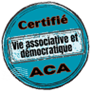 Certifié
Vie associative et
démocratique
ACA